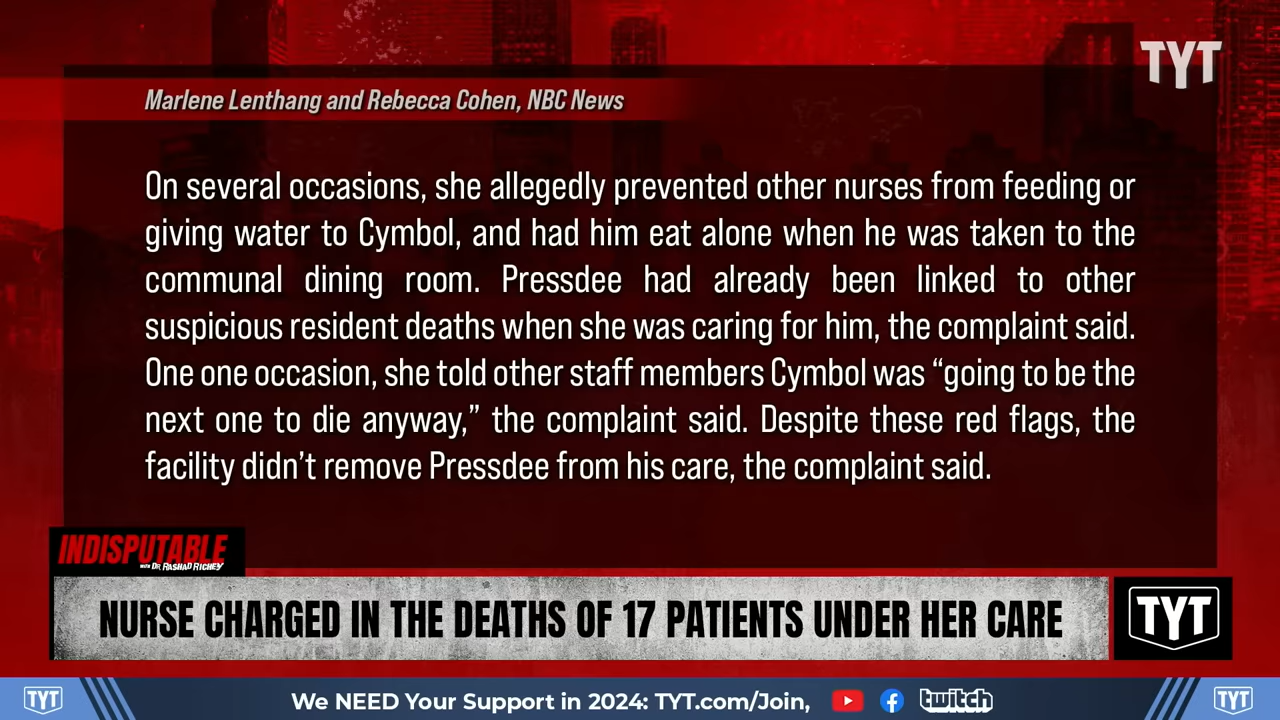 TYT
Marlene Lenthang and Rebecca Cohen, NBC News
On several occasions, she allegedly prevented other nurses from feeding or
giving water to Cymbol, and had him eat alone when he was taken to the
communal dining room. Pressdee had already been linked to other
suspicious resident deaths when she was caring for him, the complaint said.
One one occasion, she told other staff members Cymbol was “going to be the
next one to die anyway,” the complaint said. Despite these red flags, the
facility didn’t remove Pressdee from his care, the complaint said.
INDISPUTABLE
WITH DR. RASHAD RICHEY
NURSE CHARGED IN THE DEATHS OF 17 PATIENTS UNDER HER CARE
TYT
TYT
We NEED Your Support in 2024: TYT.com/Join,
twitch
TYT